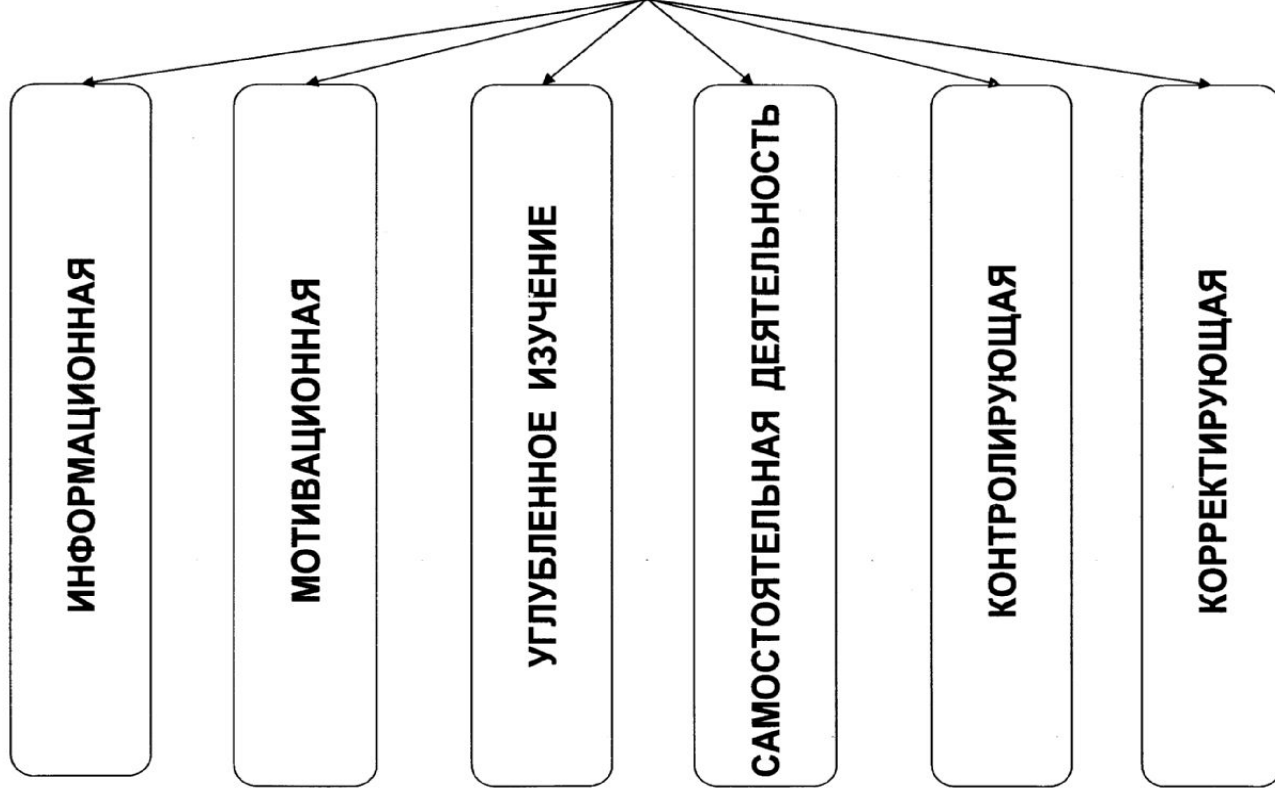 ИНФОРМАЦИОННАЯ
МОТИВАЦИОННАЯ
УГЛУБЛЕННОЕ ИЗУЧЕНИЕ
САМОСТОЯТЕЛЬНАЯ ДЕЯТЕЛЬНОСТЬ
КОНТРОЛИРУЮЩАЯ
КОРРЕКТИРУЮЩАЯ